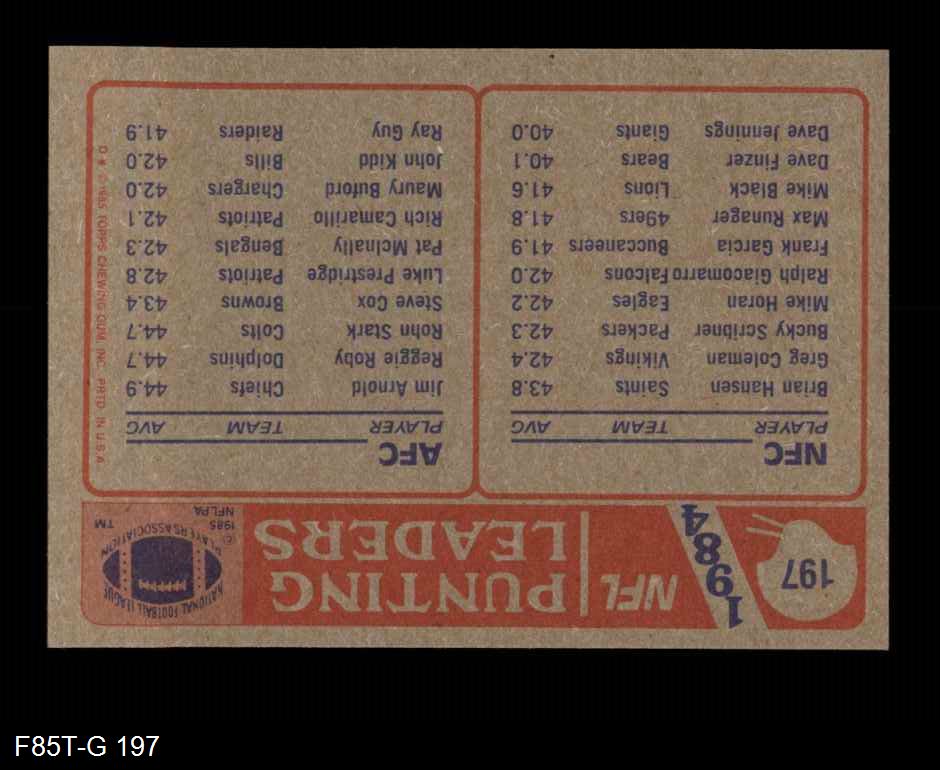 197
1984
NFL PUNTING
LEADERS
NATIONAL FOOTBALL LEAGUE
PLAYERS ASSOCIATION
© 1985
NFLPA
TM
NFC
PLAYER TEAM AVG
Brian Hansen Saints 43.8
Greg Coleman Vikings 42.4
Bucky Scribner Packers 42.3
Mike Horan Eagles 42.2
Ralph Giacomarro Falcons 42.0
Frank Garcia Buccaneers 41.9
Max Runager 49ers 41.8
Mike Black Lions 41.6
Dave Finzer Bears 40.1
Dave Jennings Giants 40.0
AFC
PLAYER TEAM AVG
Jim Arnold Chiefs 44.9
Reggie Roby Dolphins 44.7
Rohn Stark Colts 44.7
Steve Cox Browns 43.4
Luke Prestridge Patriots 42.8
Pat McInally Bengals 42.3
Rich Camarillo Patriots 42.1
Maury Buford Chargers 42.0
John Kidd Bills 42.0
Ray Guy Raiders 41.9
D* © 1985 TOPPS CHEWING GUM, INC. PRTD. IN U.S.A.
F85T-G 197